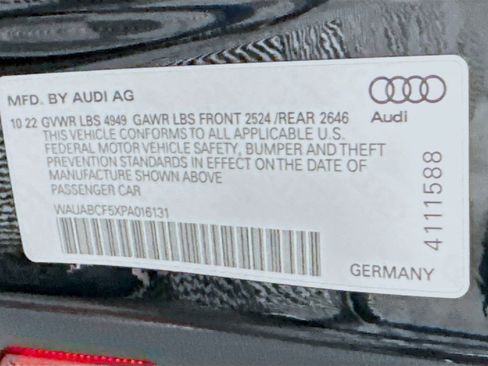 MFD. BY AUDI AG
Audi
10 22 GVWR LBS 4949 GAWR LBS FRONT 2524 /REAR 2646
THIS VEHICLE CONFORMS TO ALL APPLICABLE U.S.
FEDERAL MOTOR VEHICLE SAFETY, BUMPER AND THEFT
PREVENTION STANDARDS IN EFFECT ON THE DATE OF
MANUFACTURE SHOWN ABOVE
PASSENGER CAR
WAUABCF5XPA016131
4111588
GERMANY